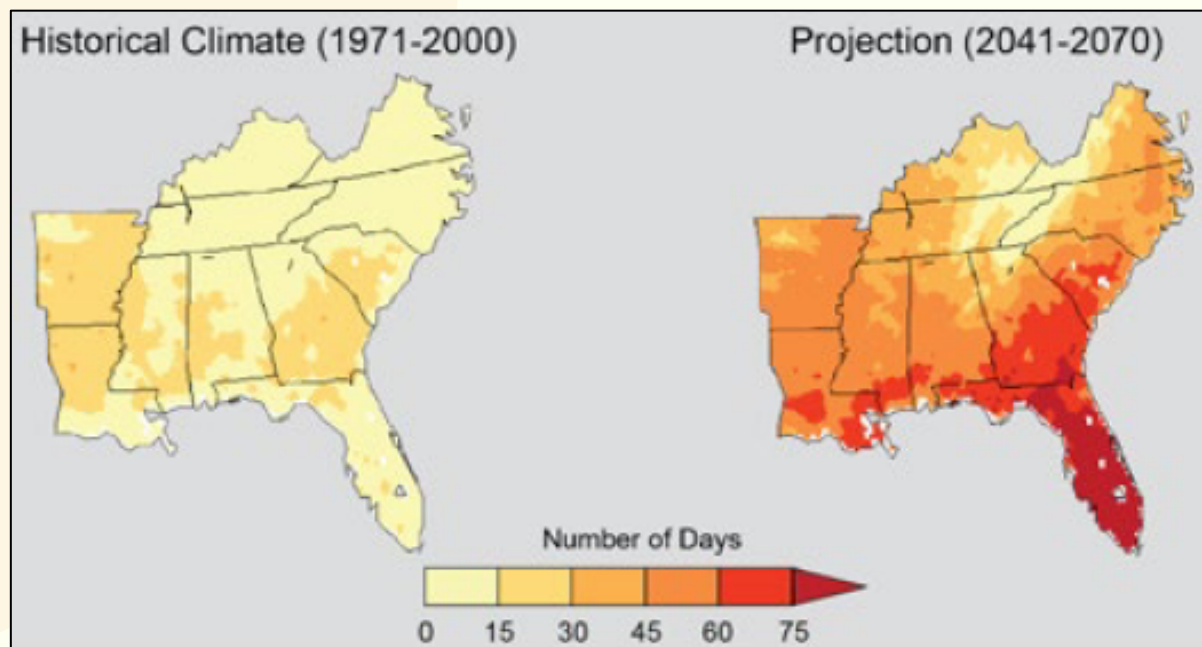 Historical Climate (1971-2000)
Projection (2041-2070)
Number of Days
0 15 30 45 60 75